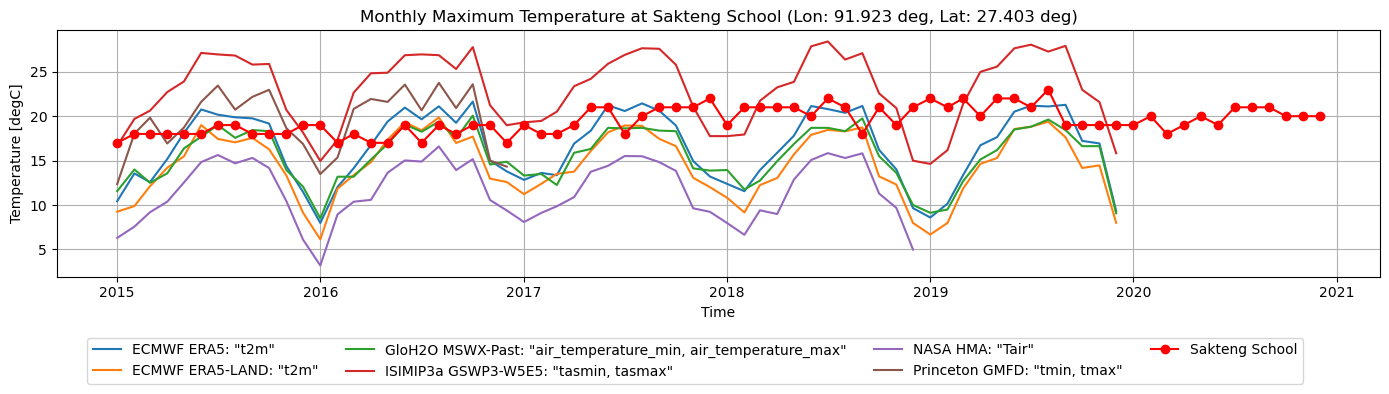 Monthly Maximum Temperature at Sakteng School (Lon: 91.923 deg, Lat: 27.403 deg)
Temperature [degC]
25
20
15
10
5
2015 2016 2017 2018 2019 2020 2021
Time
ECMWF ERA5: "t2m"
ECMWF ERA5-LAND: "t2m"
GloH2O MSWX-Past: "air_temperature_min, air_temperature_max"
ISIMIP3a GSWP3-W5E5: "tasmin, tasmax"
NASA HMA: "Tair"
Princeton GMFD: "tmin, tmax"
Sakteng School